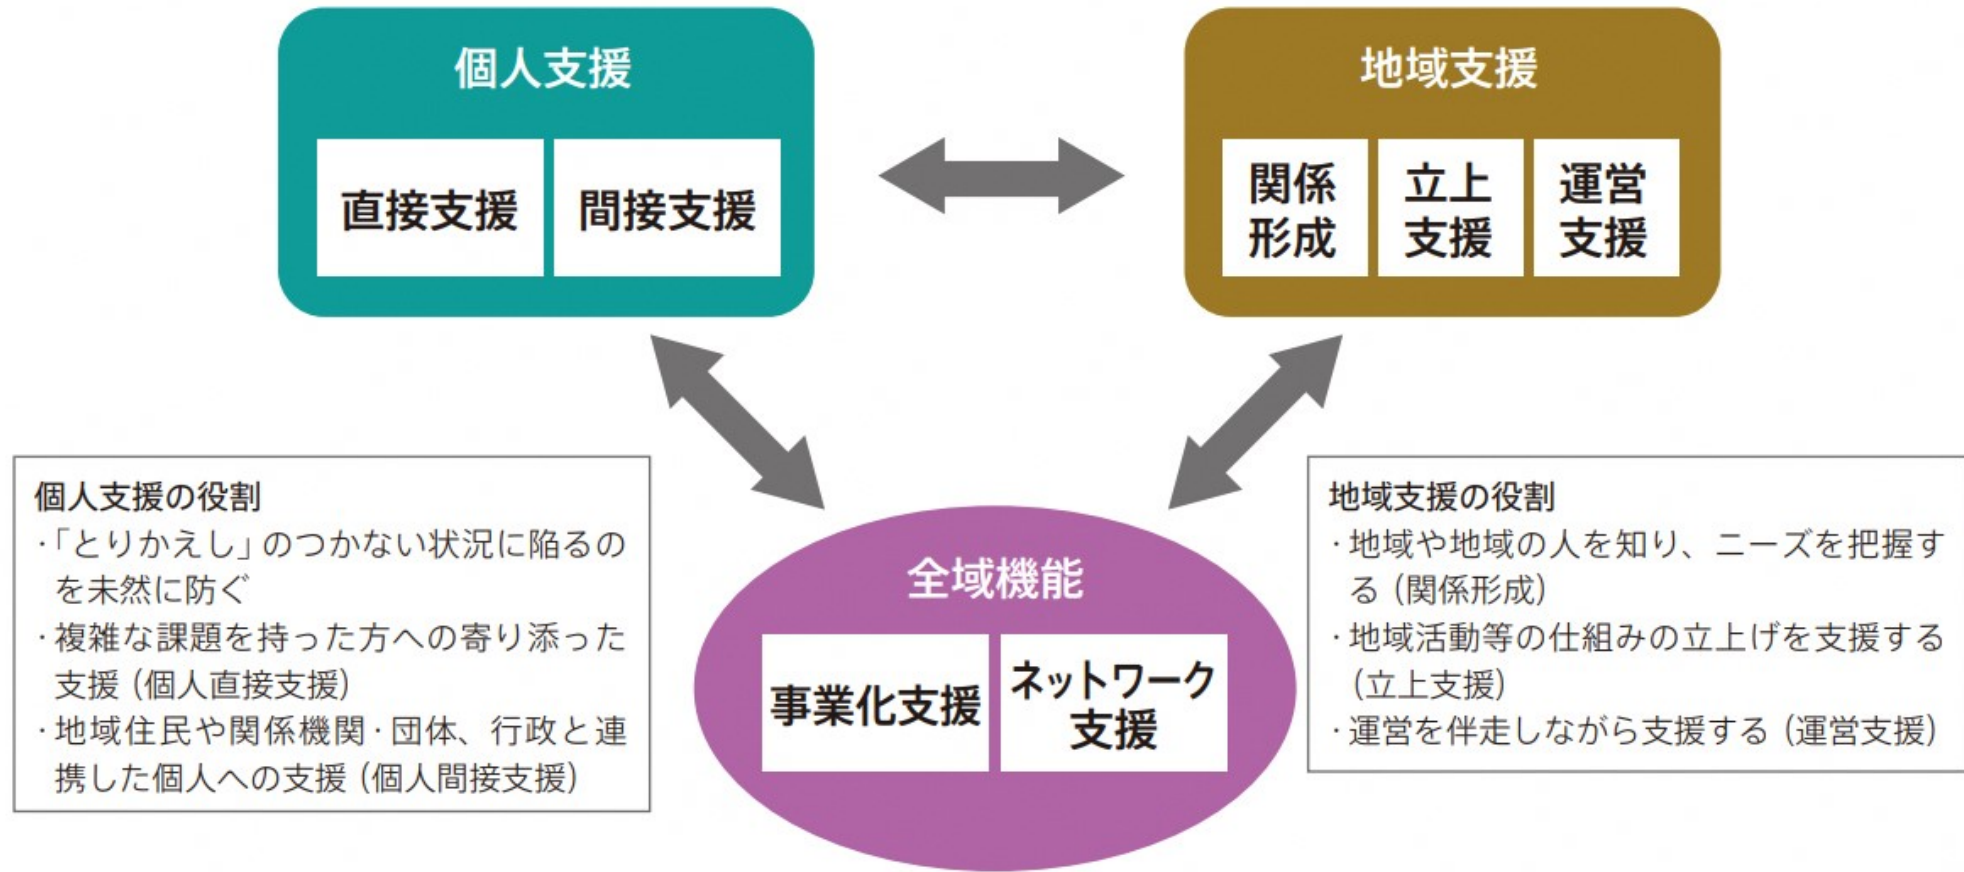 個人支援
直接支援
間接支援
地域支援
関係
形成
立上
支援
運営
支援
個人支援の役割
・「とりかえし」のつかない状況に陥るの
を未然に防ぐ
・複雑な課題を持った方への寄り添った
支援（個人直接支援）
・地域住民や関係機関・団体、行政と連
携した個人への支援（個人間接支援）
全域機能
事業化支援
ネットワーク
支援
地域支援の役割
・地域や地域の人を知り、ニーズを把握す
る（関係形成）
・地域活動等の仕組みの立上げを支援する
（立上支援）
・運営を伴走しながら支援する（運営支援）